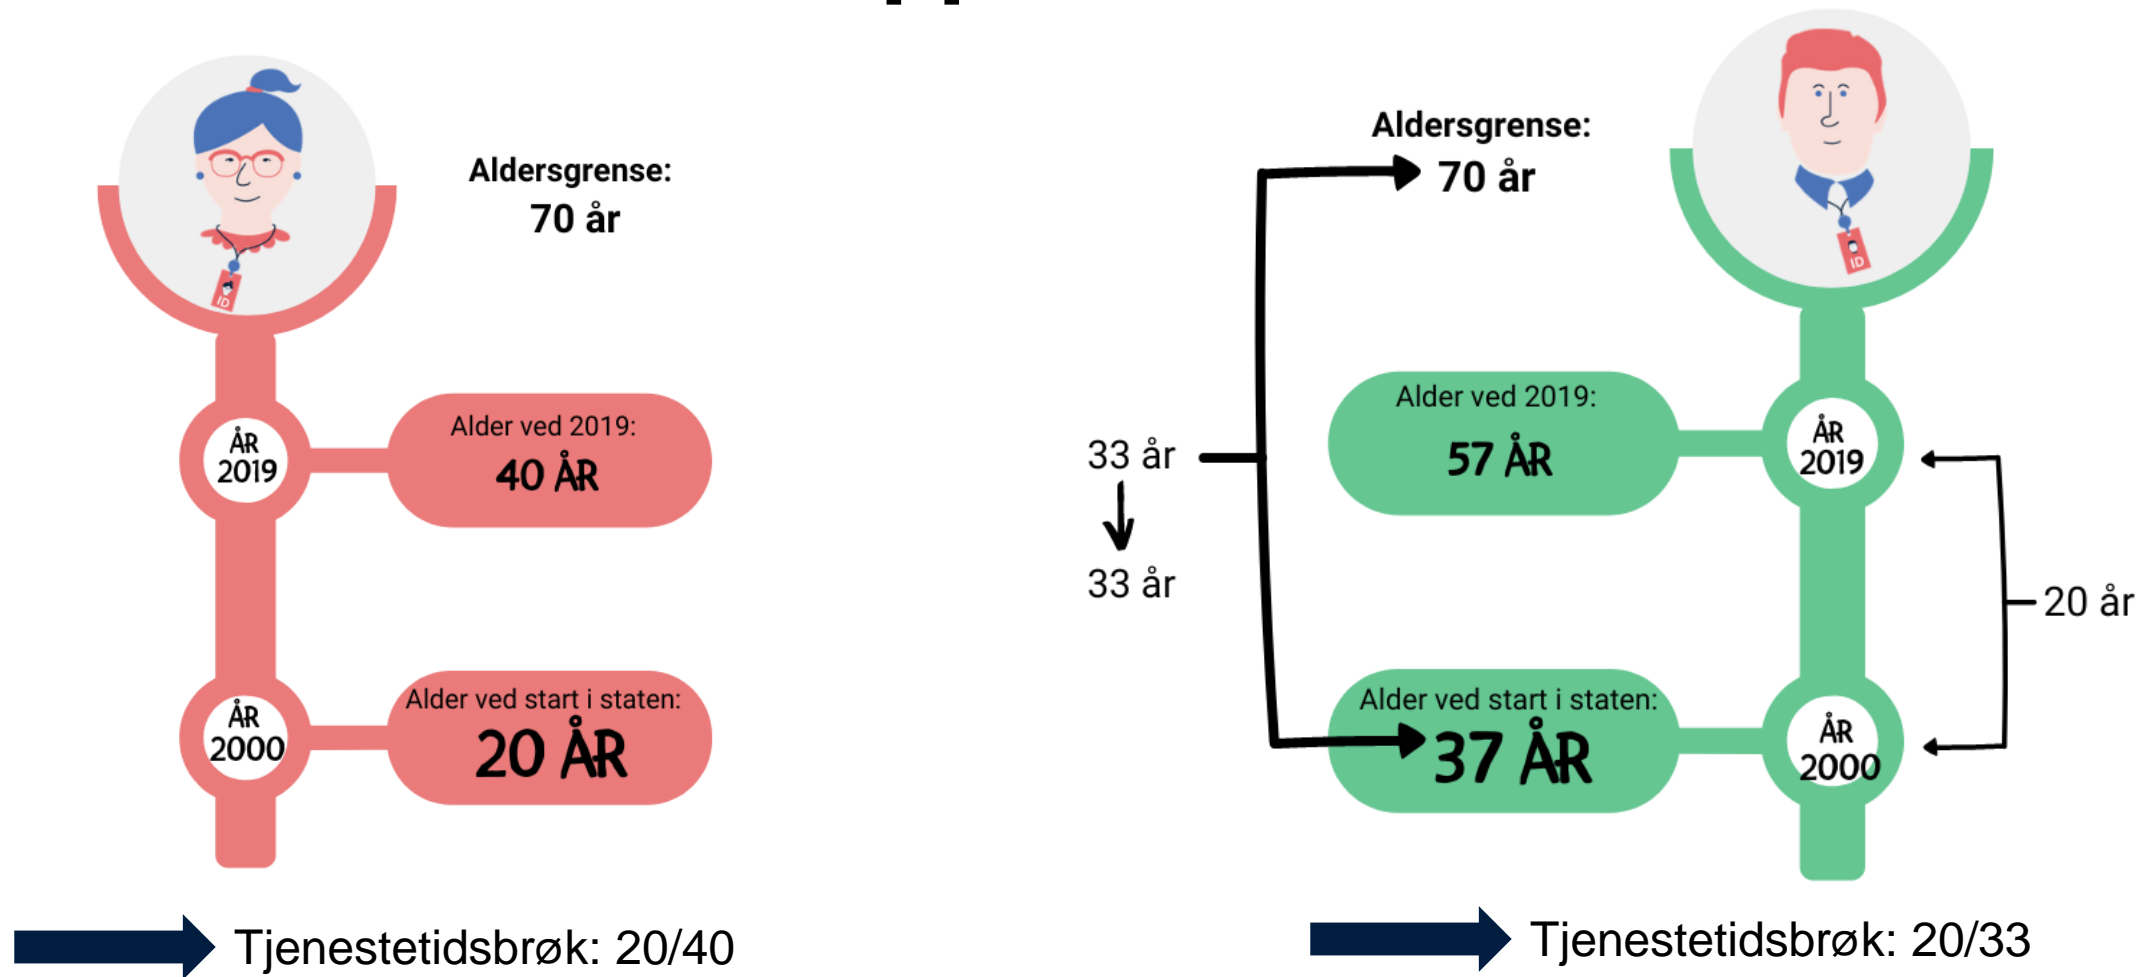 Aldersgrense:
70 år
ID
ÅR
2019
Alder ved 2019:
40 ÅR
ÅR
2000
Alder ved start i staten:
20 ÅR
Tjenestetidsbrøk: 20/40
Aldersgrense:
70 år
ID
33 år
33 år
Alder ved 2019:
57 ÅR
ÅR
2019
20 år
Alder ved start i staten:
37 ÅR
ÅR
2000
Tjenestetidsbrøk: 20/33